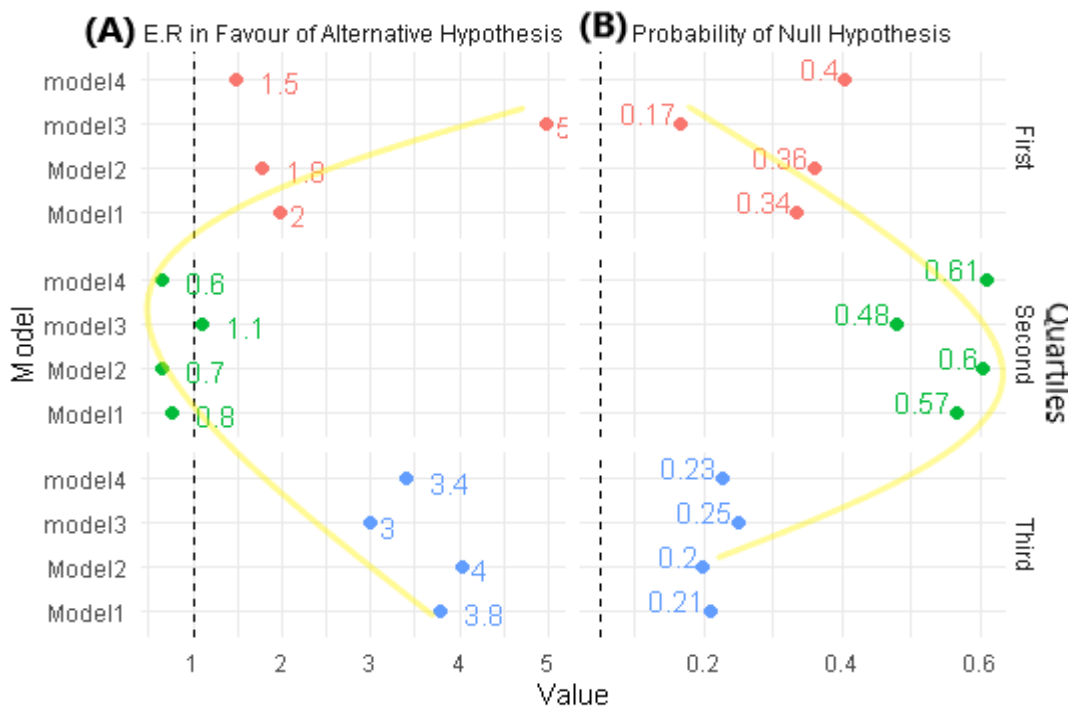 (A) E.R in Favour of Alternative Hypothesis
(B) Probability of Null Hypothesis
model4
1.5
0.4
model3
5
0.17
Model2
1.8
0.36
Model1
2
0.34
First
model4
0.6
0.61
model3
1.1
0.48
Model2
0.7
0.6
Model1
0.8
0.57
Second
model4
3.4
0.23
model3
3
0.25
Model2
4
0.2
Model1
3.8
0.21
Third
Model
Quartiles
1 2 3 4 5
0.2 0.4 0.6
Value